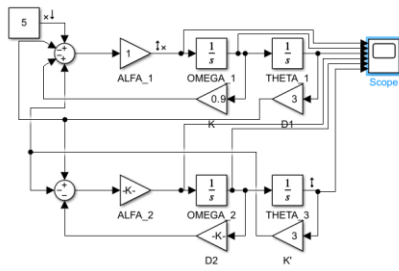 5
1
ALFA_1
1
s
OMEGA_1
1
s
THETA_1
Scope
0.9
K
3
D1
-K-
ALFA_2
1
s
OMEGA_2
1
s
THETA_3
-K-
D2
3
K'